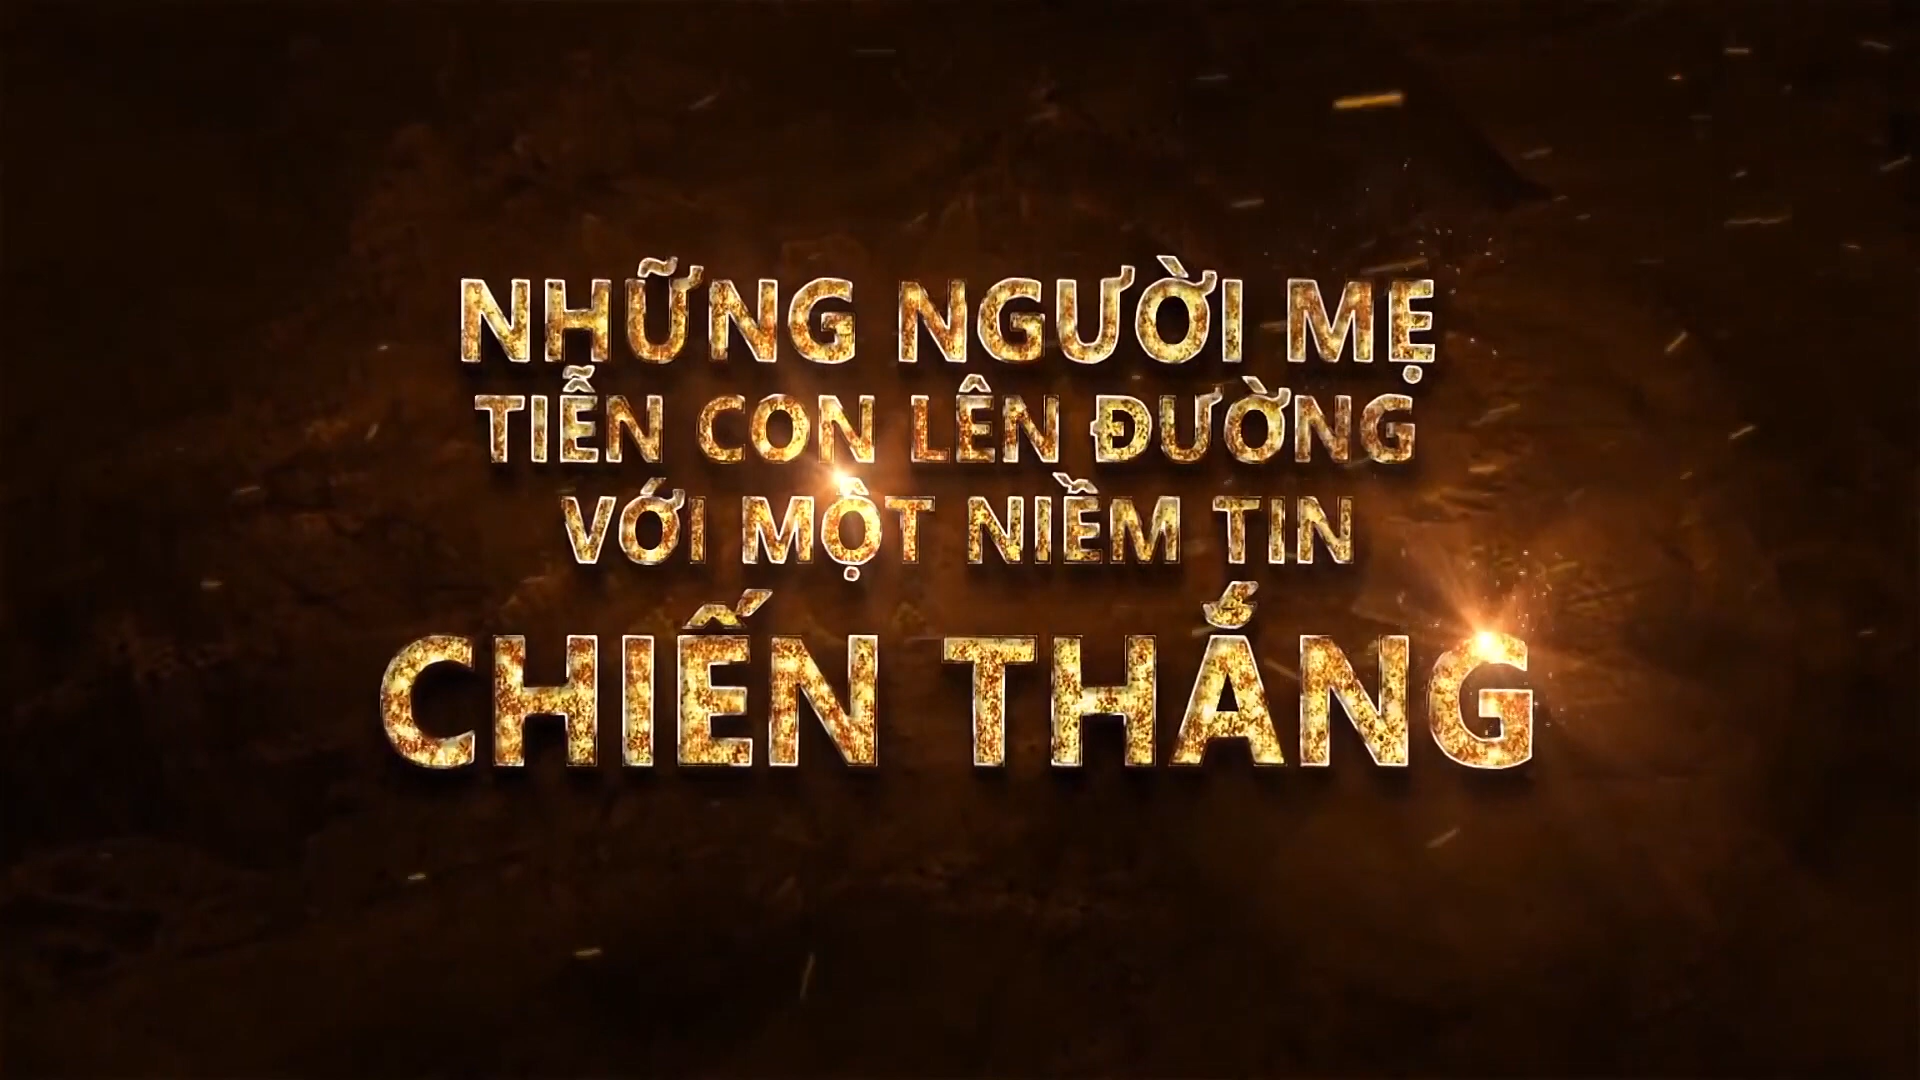 NHỮNG NGƯỜI MẸ
TIỄN CON LÊN ĐƯỜNG
VỚI MỘT NIỀM TIN
CHIẾN THẮNG